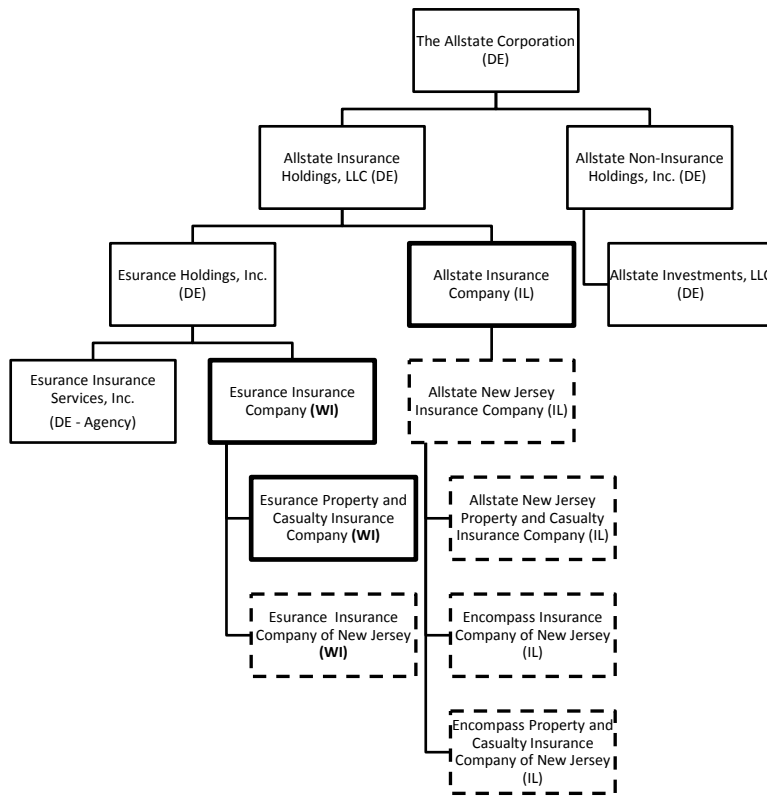 The Allstate Corporation
(DE)
Allstate Insurance
Holdings, LLC (DE)
Allstate Non-Insurance
Holdings, Inc. (DE)
Esurance Holdings, Inc.
(DE)
Allstate Insurance
Company (IL)
Allstate Investments, LLC
(DE)
Esurance Insurance
Services, Inc.
(DE - Agency)
Esurance Insurance
Company (WI)
Allstate New Jersey
Insurance Company (IL)
Esurance Property and
Casualty Insurance
Company (WI)
Allstate New Jersey
Property and Casualty
Insurance Company (IL)
Esurance Insurance
Company of New Jersey
(WI)
Encompass Insurance
Company of New Jersey
(IL)
Encompass Property and
Casualty Insurance
Company of New Jersey
(IL)